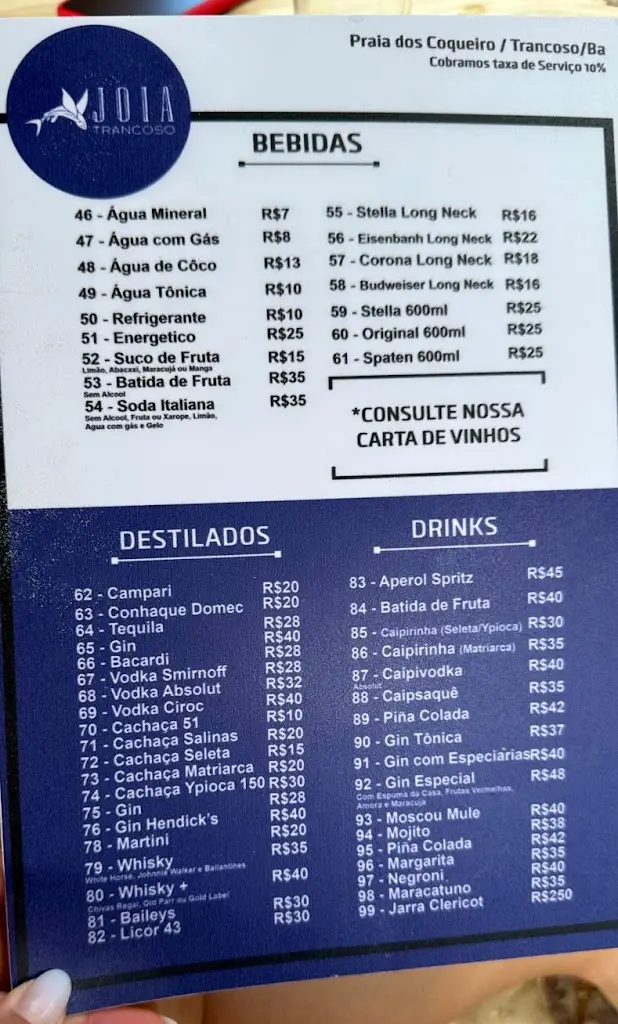 JOIA
TRANCOSO
Praia dos Coqueiro / Trancoso/Ba
Cobramos taxa de Serviço 10%
BEBIDAS
46 - Água Mineral R$7
47 - Água com Gás R$8
48 - Água de Côco R$13
49 - Água Tônica R$10
50 - Refrigerante R$10
51 - Energetico R$25
52 - Suco de Fruta R$15
Limão, Abacaxi, Maracujá ou Manga
53 - Batida de Fruta R$35
Sem Alcool
54 - Soda Italiana R$35
Sem Alcool, Fruta ou Xarope, Limão,
Agua com gás e Gelo
55 - Stella Long Neck R$16
56 - Eisenbanh Long Neck R$22
57 - Corona Long Neck R$18
58 - Budweiser Long Neck R$16
59 - Stella 600ml R$25
60 - Original 600ml R$25
61 - Spaten 600ml R$25
*CONSULTE NOSSA
CARTA DE VINHOS
DESTILADOS
62 - Campari R$20
63 - Conhaque Domec R$20
64 - Tequila R$28
65 - Gin R$40
66 - Bacardi R$28
67 - Vodka Smirnoff R$28
68 - Vodka Absolut R$32
69 - Vodka Ciroc R$40
70 - Cachaça 51 R$10
71 - Cachaça Salinas R$20
72 - Cachaça Seleta R$15
73 - Cachaça Matriarca R$20
74 - Cachaça Ypioca 150 R$30
75 - Gin R$28
76 - Gin Hendick's R$40
78 - Martini R$20
79 - Whisky R$35
White Horse, Johnnie Walker e Ballantines
80 - Whisky + R$40
Chivas Regal, Old Parr ou Gold Label
81 - Baileys R$30
82 - Licor 43 R$30
DRINKS
83 - Aperol Spritz R$45
84 - Batida de Fruta R$40
85 - Caipirinha (Seleta/Ypioca) R$30
86 - Caipirinha (Matriarca) R$35
87 - Caipivodka R$40
Absolut
88 - Caipsaquê R$35
89 - Piña Colada R$42
90 - Gin Tônica R$37
91 - Gin com Especiarias R$40
92 - Gin Especial R$48
Com Espuma da Casa, Frutas Vermelhas,
Amora e Maracujá
93 - Moscou Mule R$40
94 - Mojito R$38
95 - Piña Colada R$42
96 - Margarita R$35
97 - Negroni R$40
98 - Maracatuno R$35
99 - Jarra Clericot R$250